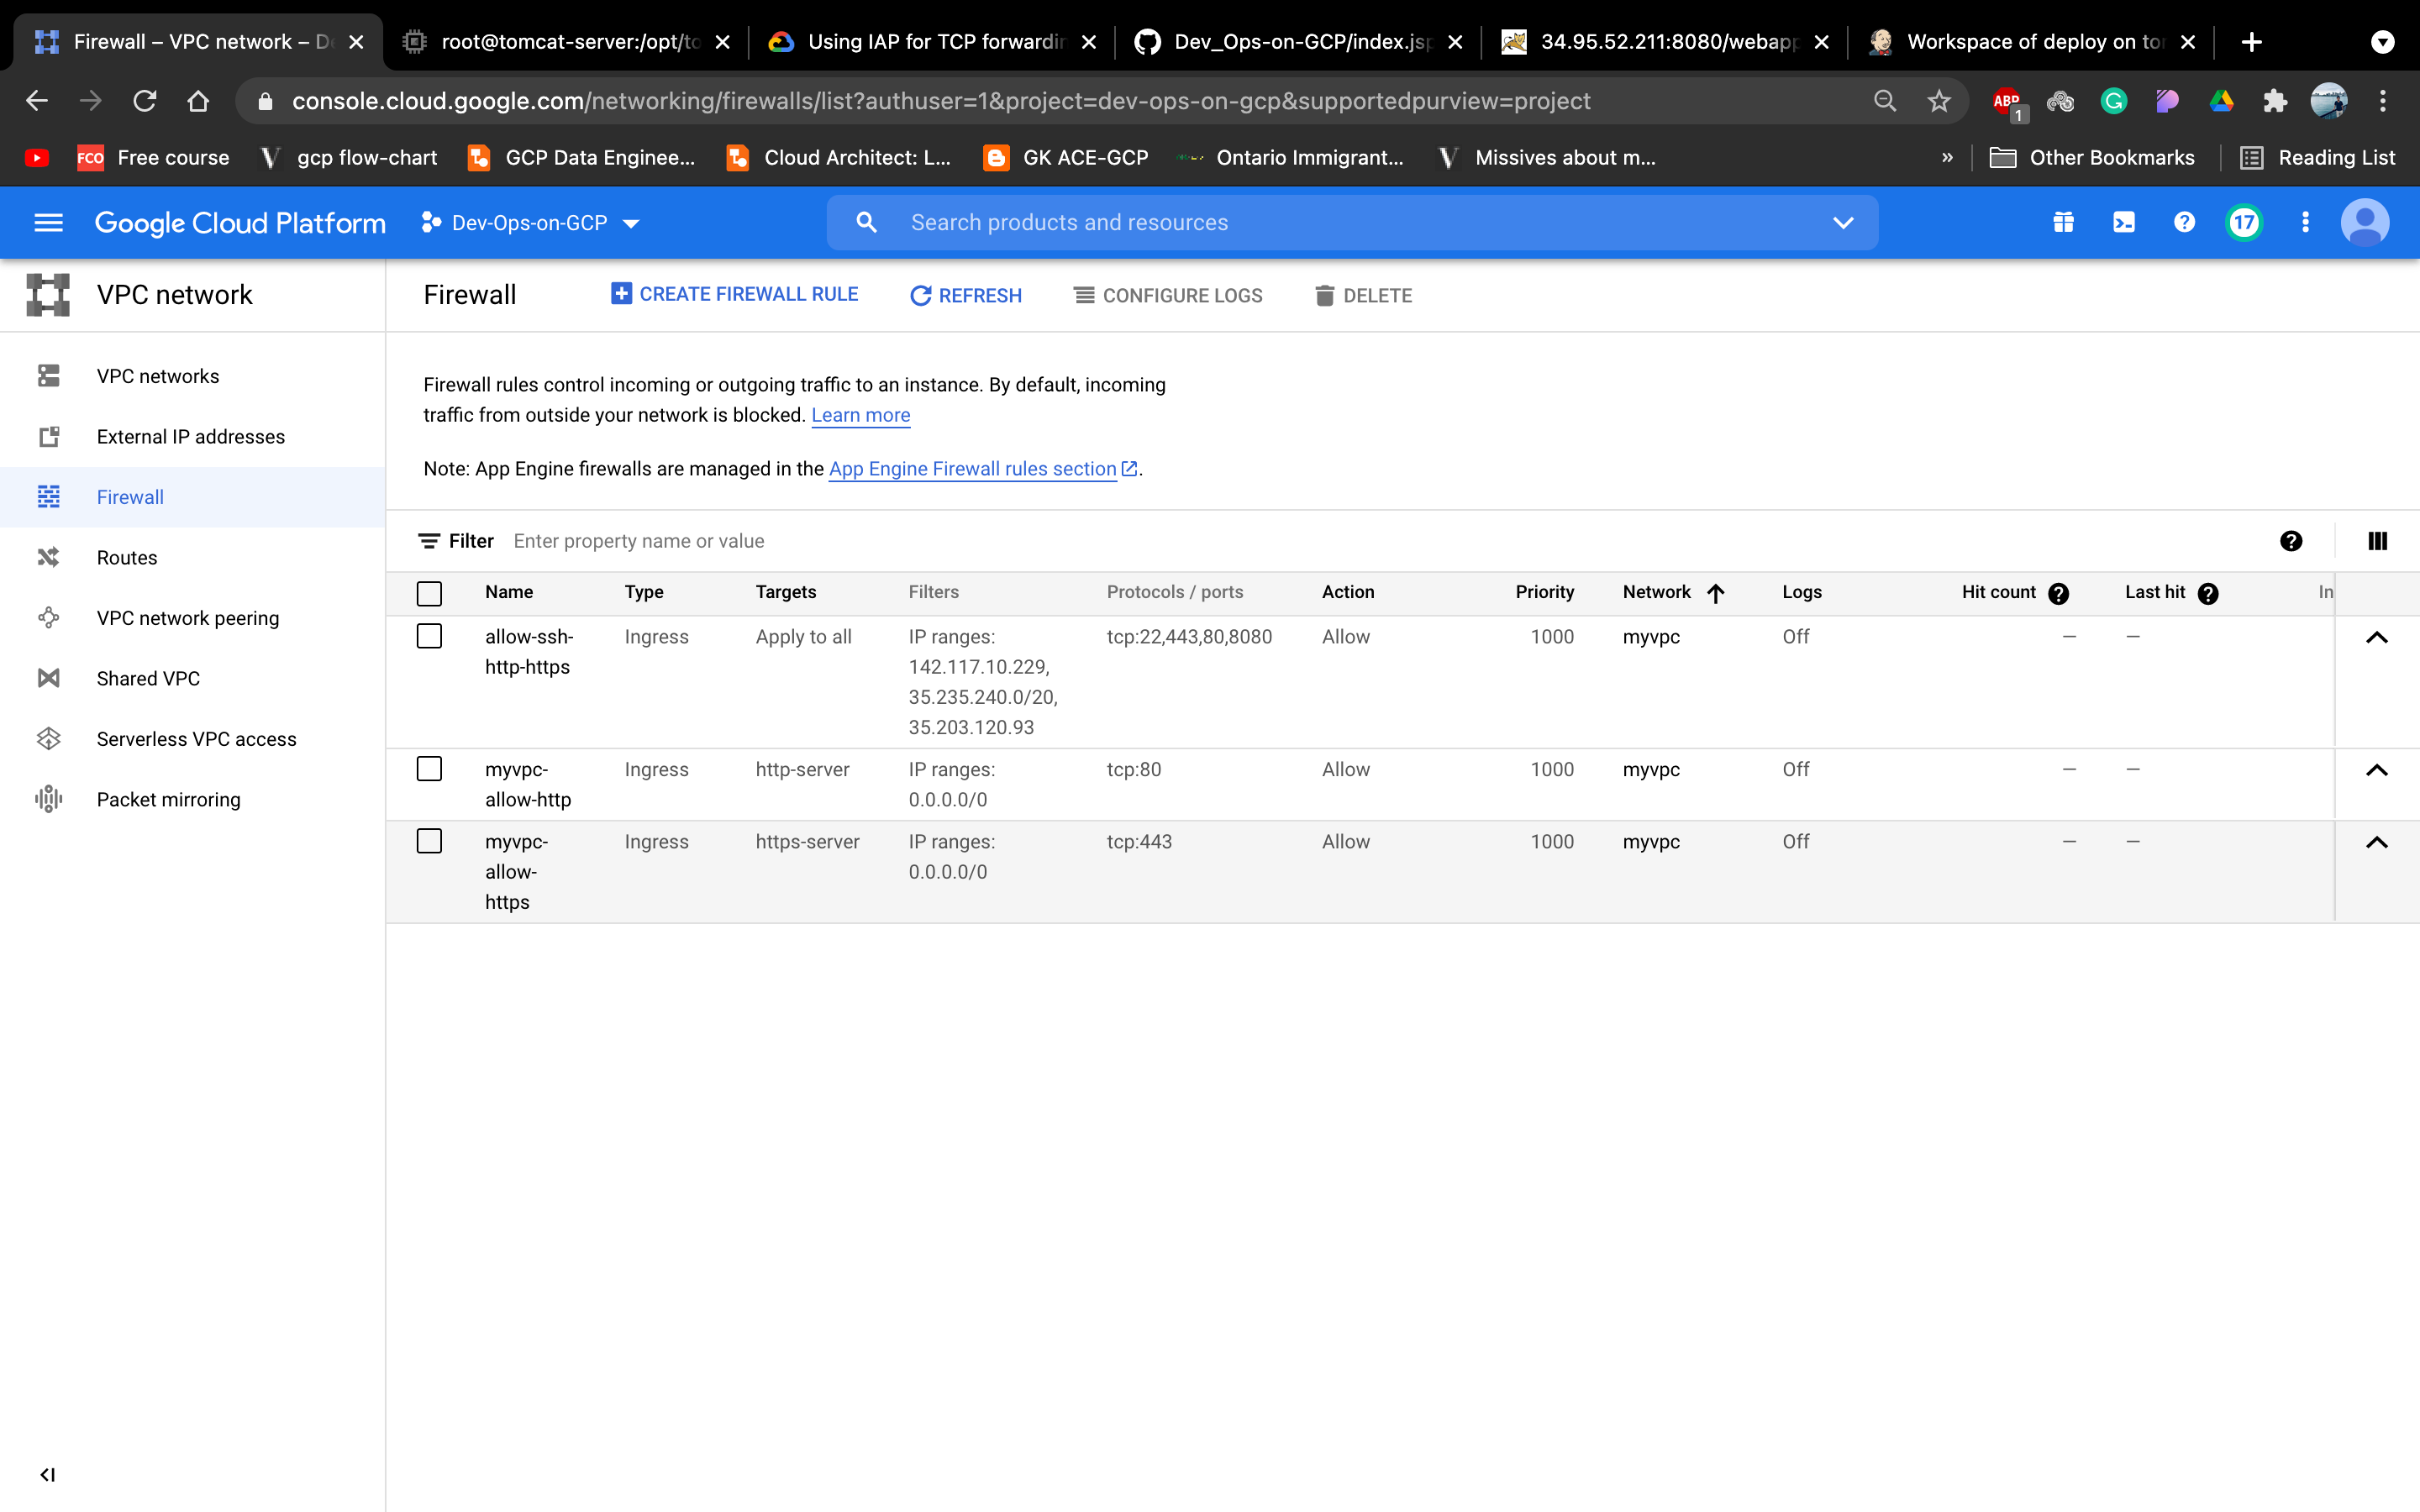 Firewall – VPC network – De
root@tomcat-server:/opt/to
Using IAP for TCP forwardin
Dev_Ops-on-GCP/index.jsp
34.95.52.211:8080/webapp
Workspace of deploy on tom
console.cloud.google.com/networking/firewalls/list?authuser=1&project=dev-ops-on-gcp&supportedpurview=project
ABP
1
FCO
Free course
gcp flow-chart
GCP Data Enginee...
Cloud Architect: L...
GK ACE-GCP
Ontario Immigrant...
Missives about m...
»
Other Bookmarks
Reading List
Google Cloud Platform
Dev-Ops-on-GCP
Search products and resources
17
VPC network
Firewall
CREATE FIREWALL RULE
REFRESH
CONFIGURE LOGS
DELETE
VPC networks
External IP addresses
Firewall
Routes
VPC network peering
Shared VPC
Serverless VPC access
Packet mirroring
Firewall rules control incoming or outgoing traffic to an instance. By default, incoming
traffic from outside your network is blocked. Learn more
Note: App Engine firewalls are managed in the App Engine Firewall rules section.
Filter Enter property name or value
Name Type Targets Filters Protocols / ports Action Priority Network Logs Hit count Last hit In
allow-ssh- Ingress Apply to all IP ranges: tcp:22,443,80,8080 Allow 1000 myvpc Off — —
http-https 142.117.10.229,
35.235.240.0/20,
35.203.120.93
myvpc- Ingress http-server IP ranges: tcp:80 Allow 1000 myvpc Off — —
allow-http 0.0.0.0/0
myvpc- Ingress https-server IP ranges: tcp:443 Allow 1000 myvpc Off — —
allow- 0.0.0.0/0
https